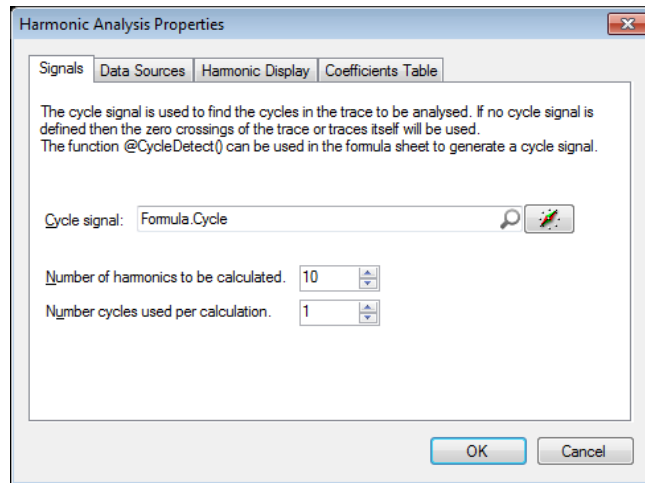 Harmonic Analysis Properties
Signals Data Sources Harmonic Display Coefficients Table
The cycle signal is used to find the cycles in the trace to be analysed. If no cycle signal is
defined then the zero crossings of the trace or traces itself will be used.
The function @CycleDetect() can be used in the formula sheet to generate a cycle signal.
Cycle signal: Formula.Cycle
Number of harmonics to be calculated. 10
Number cycles used per calculation. 1
OK Cancel